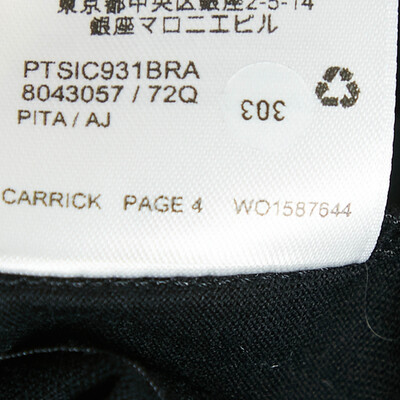 東京都中央区銀座2-5-14
銀座マロニエビル
PTSIC931BRA
8043057 / 72Q
PITA / AJ
303
CARRICK PAGE 4 WO1587644